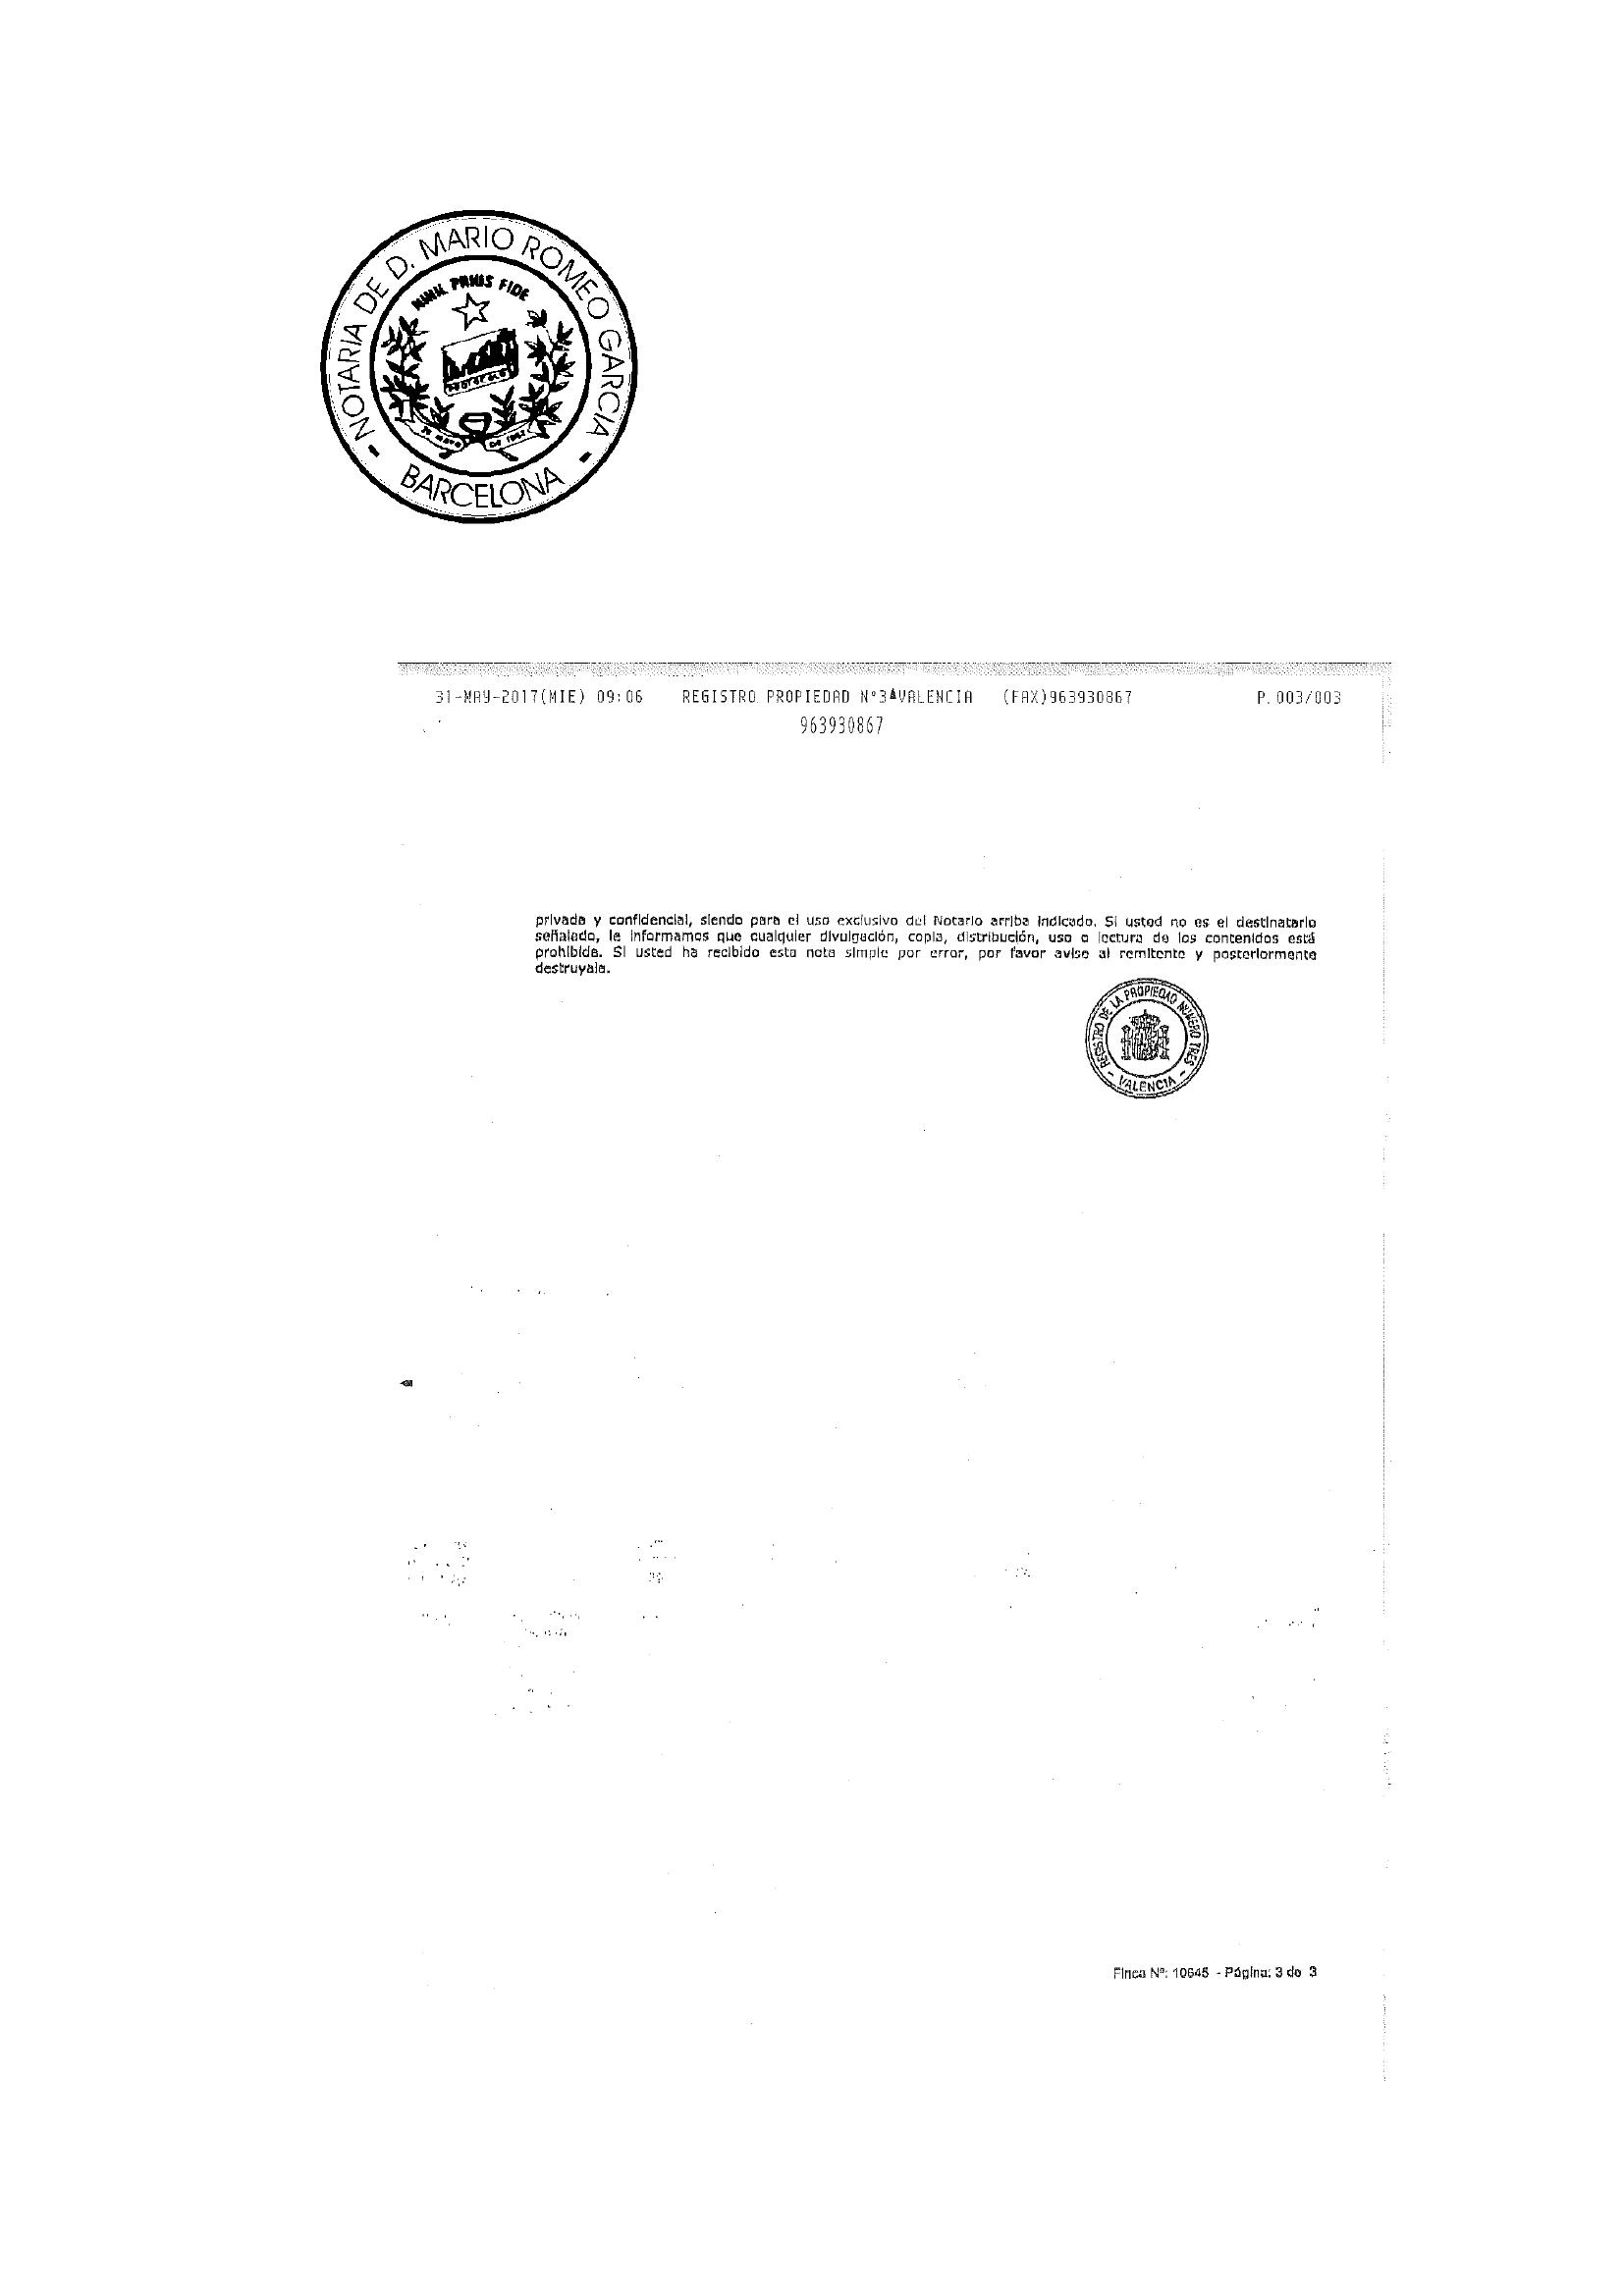 NOTARIA DE D. MARIO ROMEO GARCIA
PRIUS FIDE
BARCELONA
31-MAY-2017(MIE) 09:06 REGISTRO PROPIEDAD Nº3ªVALENCIA (FAX)963930867 P.003/003
963930867
privada y confidencial, siendo para el uso exclusivo del Notario arriba indicado. Si usted no es el destinatario
señalado, le informamos que cualquier divulgación, copia, distribución, uso o lectura de los contenidos está
prohibida. Si usted ha recibido esta nota simple por error, por favor avise al remitente y posteriormente
destruyala.
REGISTRO DE LA PROPIEDAD NÚMERO TRES
- VALENCIA -
Finca Nº: 10645 - Página: 3 de 3